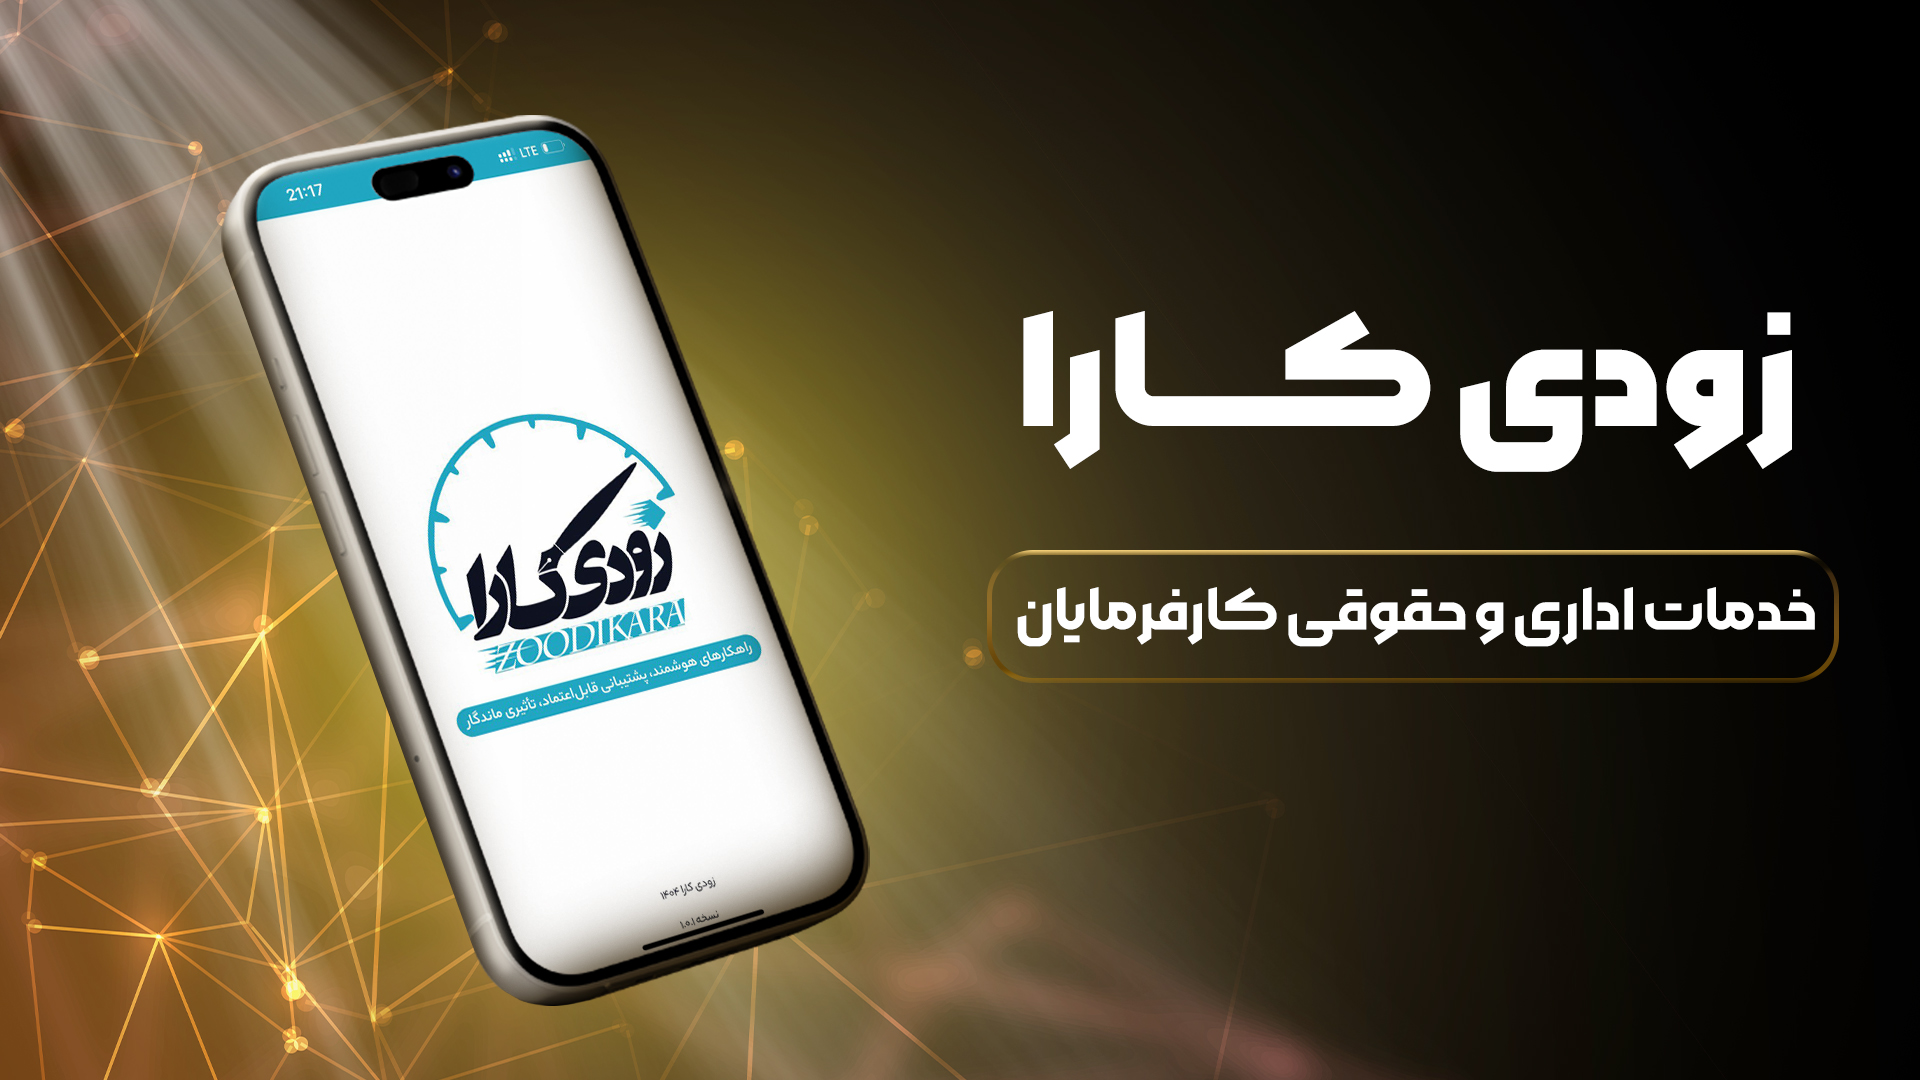 زودی کارا
خدمات اداری و حقوقی کارفرمایان
21:17
LTE
زودی کارا
ZOODIKARA
راهکارهای هوشمند، پشتیبانی قابل‌اعتماد، تأثیری ماندگار
زودی کارا ۱۴۰۴
نسخه ۱.۰.۱